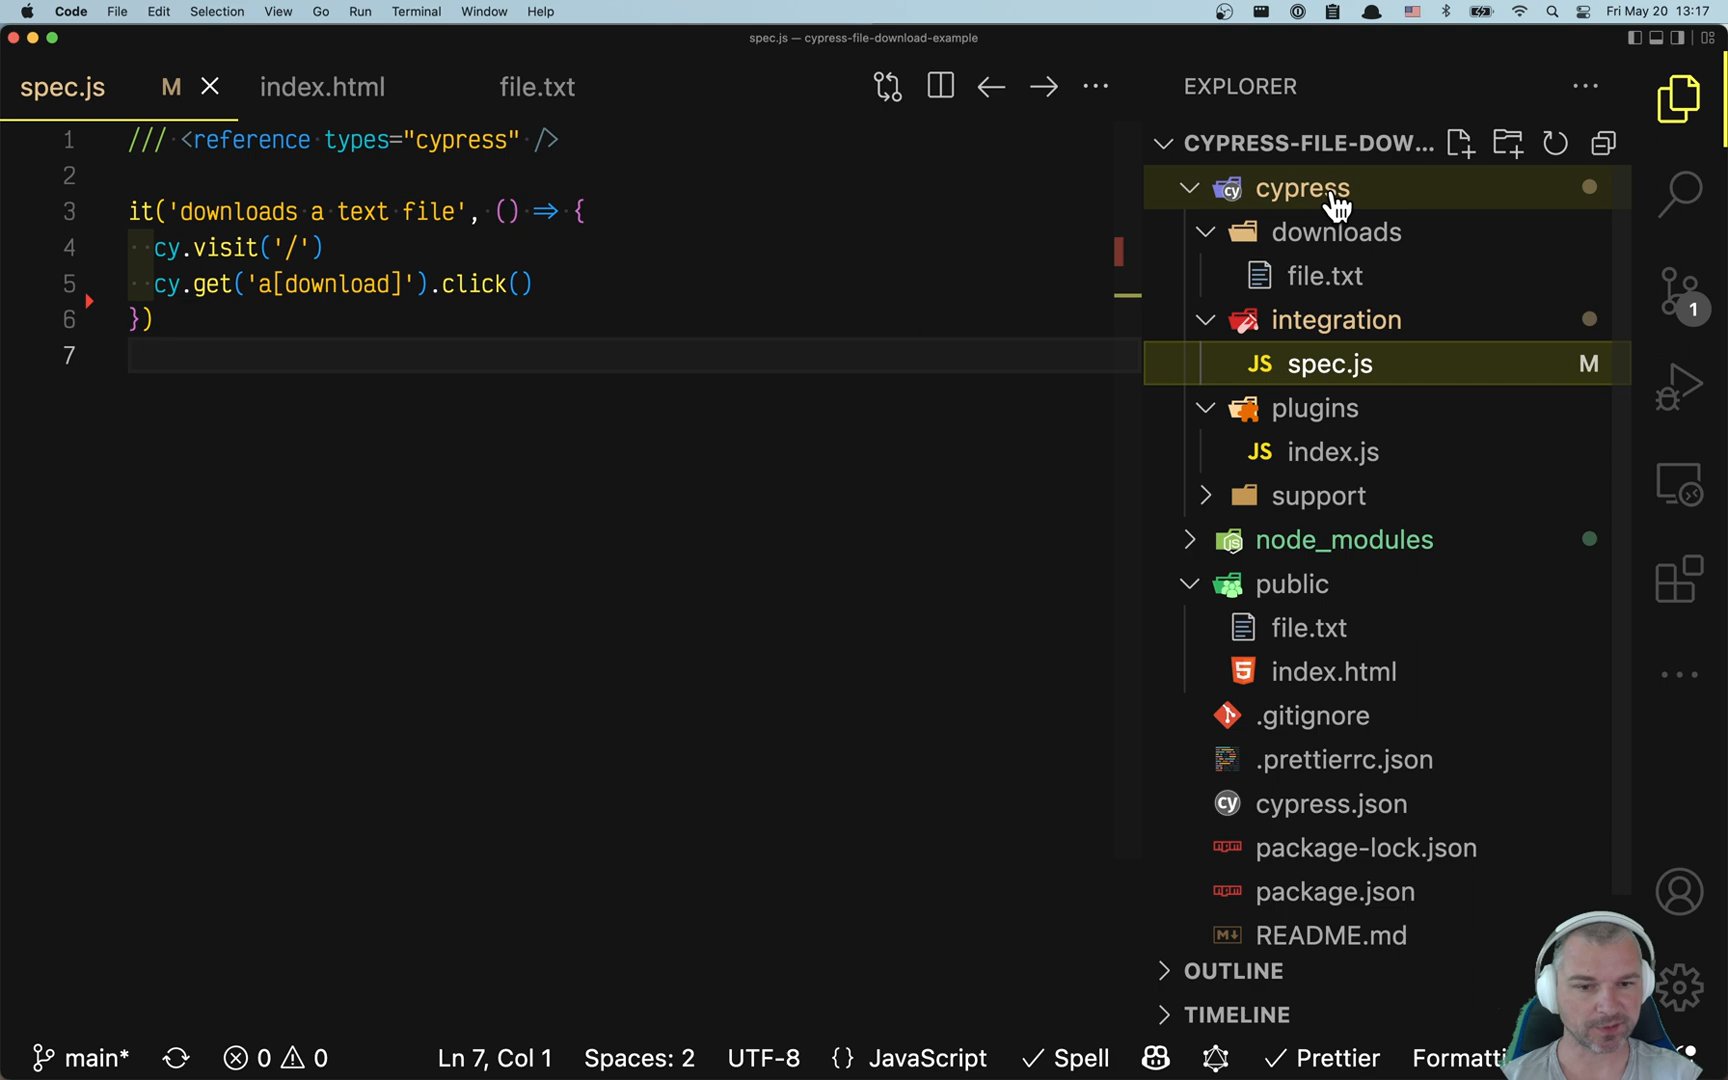 Code File Edit Selection View Go Run Terminal Window Help Fri May 20 13:17
spec.js — cypress-file-download-example
spec.js M index.html file.txt
1 /// <reference types="cypress" />
2
3 it('downloads a text file', () => {
4 cy.visit('/')
5 cy.get('a[download]').click()
6 })
7
EXPLORER
CYPRESS-FILE-DOW...
cypress
downloads
file.txt
integration
JS spec.js M
plugins
JS index.js
support
node_modules
public
file.txt
index.html
.gitignore
.prettierrc.json
cypress.json
package-lock.json
package.json
README.md
OUTLINE
TIMELINE
1
main* 0 0 Ln 7, Col 1 Spaces: 2 UTF-8 {} JavaScript Spell Prettier